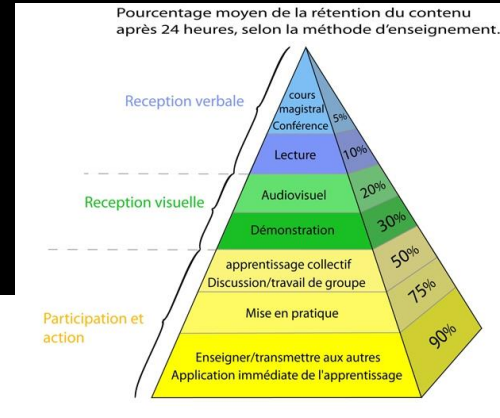 Pourcentage moyen de la rétention du contenu
après 24 heures, selon la méthode d'enseignement.
Reception verbale
cours
magistral
Conférence
5%
Lecture
10%
Reception visuelle
Audiovisuel
20%
Démonstration
30%
Participation et
action
apprentissage collectif
Discussion/travail de groupe
50%
Mise en pratique
75%
Enseigner/transmettre aux autres
Application immédiate de l'apprentissage
90%